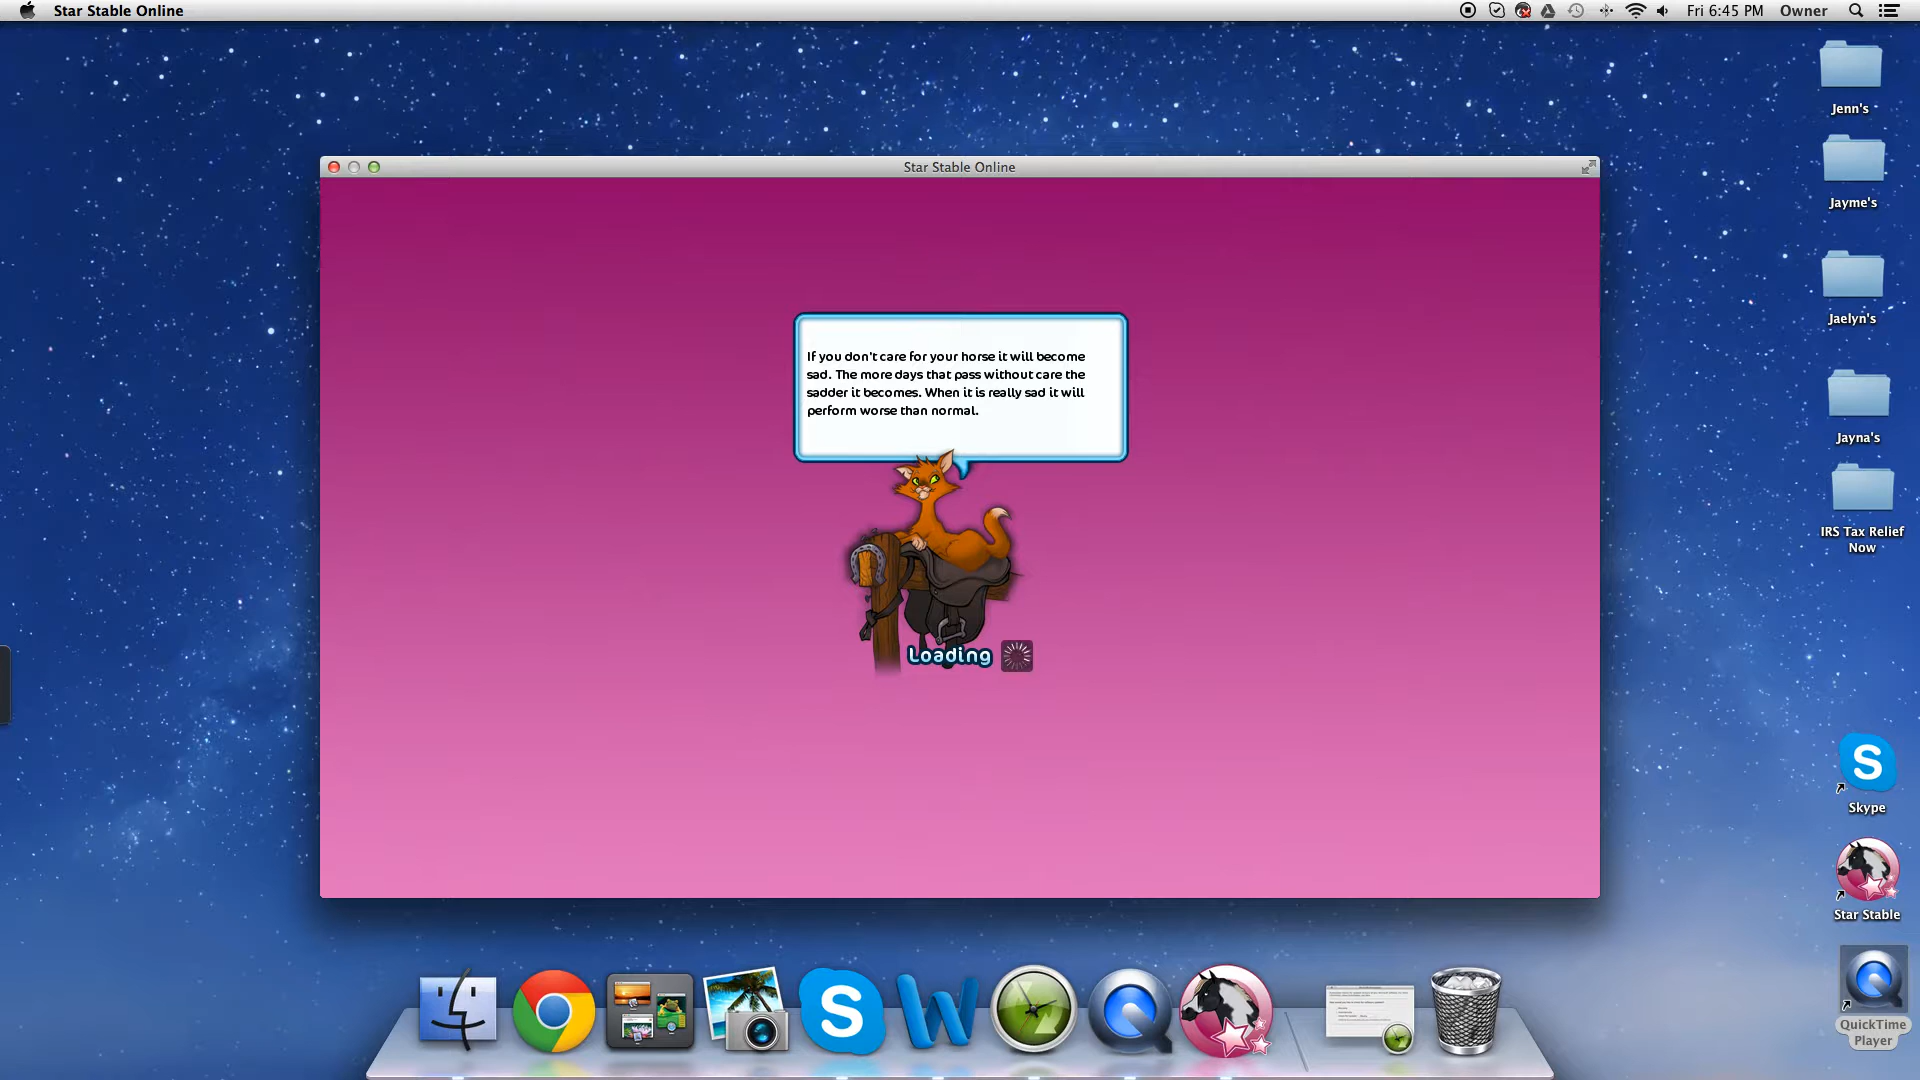 Star Stable Online
Fri 6:45 PM Owner
Jenn's
Jayme's
Jaelyn's
Jayna's
IRS Tax Relief
Now
Star Stable Online
If you don't care for your horse it will become
sad. The more days that pass without care the
sadder it becomes. When it is really sad it will
perform worse than normal.
Loading
Skype
Star Stable
QuickTime
Player